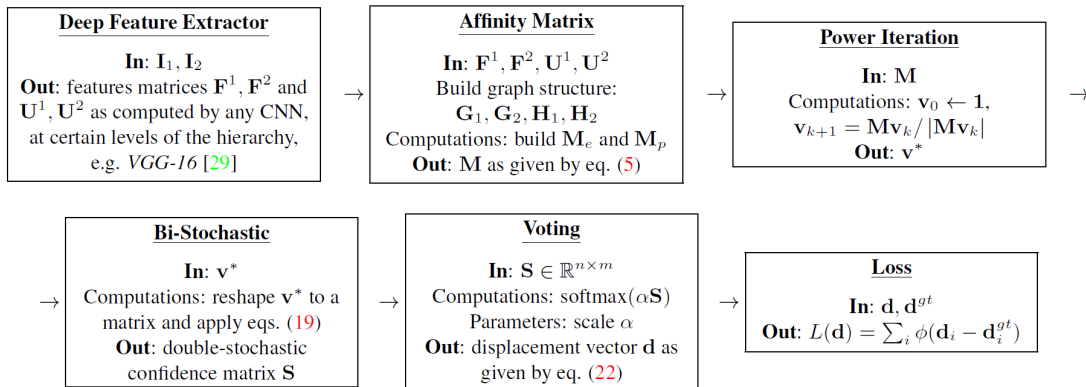 Deep Feature Extractor
In: I₁, I₂
Out: features matrices F¹, F² and
U¹, U² as computed by any CNN,
at certain levels of the hierarchy,
e.g. VGG-16 [29]
→
Affinity Matrix
In: F¹, F², U¹, U²
Build graph structure:
G₁, G₂, H₁, H₂
Computations: build Mₑ and Mₚ
Out: M as given by eq. (5)
→
Power Iteration
In: M
Computations: v₀ ← 1,
vₖ₊₁ = Mvₖ/ |Mvₖ|
Out: v*
→
→
Bi-Stochastic
In: v*
Computations: reshape v* to a
matrix and apply eqs. (19)
Out: double-stochastic
confidence matrix S
→
Voting
In: S ∈ ℝⁿˣᵐ
Computations: softmax(αS)
Parameters: scale α
Out: displacement vector d as
given by eq. (22)
→
Loss
In: d, d^{gt}
Out: L(d) = ∑ᵢ ϕ(dᵢ − dᵢ^{gt})